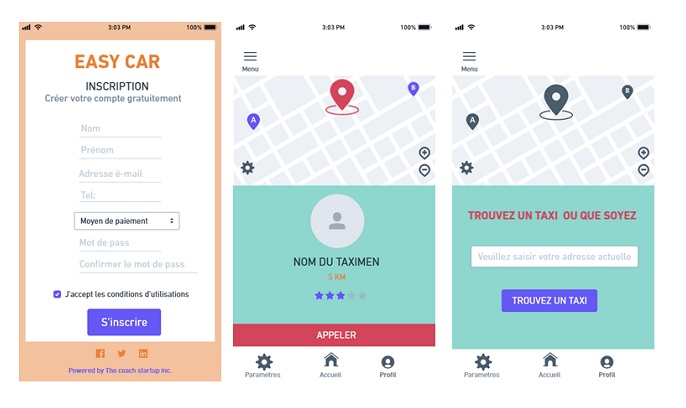 3:03 PM
100%
EASY CAR
INSCRIPTION
Créer votre compte gratuitement
Nom
Prénom
Adresse é-mail
Tel:
Moyen de paiement
Mot de pass
Confirmer le mot de pass
J'accept les conditions d'utilisations
S'inscrire
Powered by The coach startup inc.
3:03 PM
100%
Menu
A
B
NOM DU TAXIMEN
5 KM
APPELER
Parametres
Accueil
Profil
3:03 PM
100%
Menu
A
B
TROUVEZ UN TAXI OU QUE SOYEZ
Veuillez saisir votre adresse actuelle
TROUVEZ UN TAXI
Parametres
Accueil
Profil